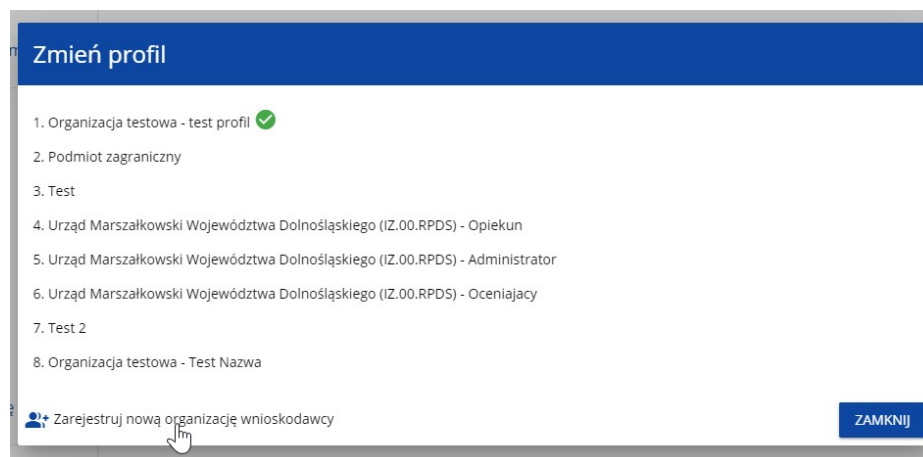 Zmień profil
1. Organizacja testowa - test profil
2. Podmiot zagraniczny
3. Test
4. Urząd Marszałkowski Województwa Dolnośląskiego (IZ.00.RPDS) - Opiekun
5. Urząd Marszałkowski Województwa Dolnośląskiego (IZ.00.RPDS) - Administrator
6. Urząd Marszałkowski Województwa Dolnośląskiego (IZ.00.RPDS) - Oceniajacy
7. Test 2
8. Organizacja testowa - Test Nazwa
Zarejestruj nową organizację wnioskodawcy
ZAMKNIJ